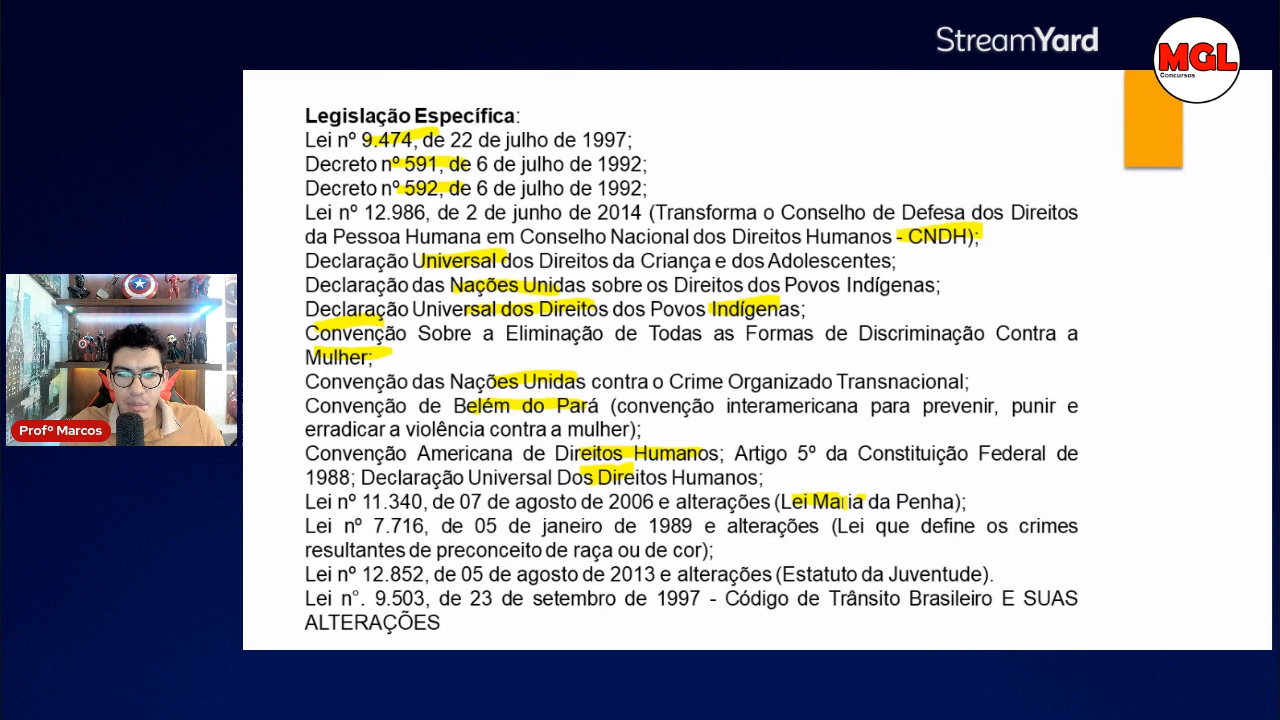 StreamYard
MGL
Concursos
Legislação Específica:
Lei nº 9.474, de 22 de julho de 1997;
Decreto nº 591, de 6 de julho de 1992;
Decreto nº 592, de 6 de julho de 1992;
Lei nº 12.986, de 2 de junho de 2014 (Transforma o Conselho de Defesa dos Direitos
da Pessoa Humana em Conselho Nacional dos Direitos Humanos - CNDH);
Declaração Universal dos Direitos da Criança e dos Adolescentes;
Declaração das Nações Unidas sobre os Direitos dos Povos Indígenas;
Declaração Universal dos Direitos dos Povos Indígenas;
Convenção Sobre a Eliminação de Todas as Formas de Discriminação Contra a
Mulher;
Convenção das Nações Unidas contra o Crime Organizado Transnacional;
Convenção de Belém do Pará (convenção interamericana para prevenir, punir e
erradicar a violência contra a mulher);
Convenção Americana de Direitos Humanos; Artigo 5º da Constituição Federal de
1988; Declaração Universal Dos Direitos Humanos;
Lei nº 11.340, de 07 de agosto de 2006 e alterações (Lei Maria da Penha);
Lei nº 7.716, de 05 de janeiro de 1989 e alterações (Lei que define os crimes
resultantes de preconceito de raça ou de cor);
Lei nº 12.852, de 05 de agosto de 2013 e alterações (Estatuto da Juventude).
Lei n°. 9.503, de 23 de setembro de 1997 - Código de Trânsito Brasileiro E SUAS
ALTERAÇÕES
Profº Marcos